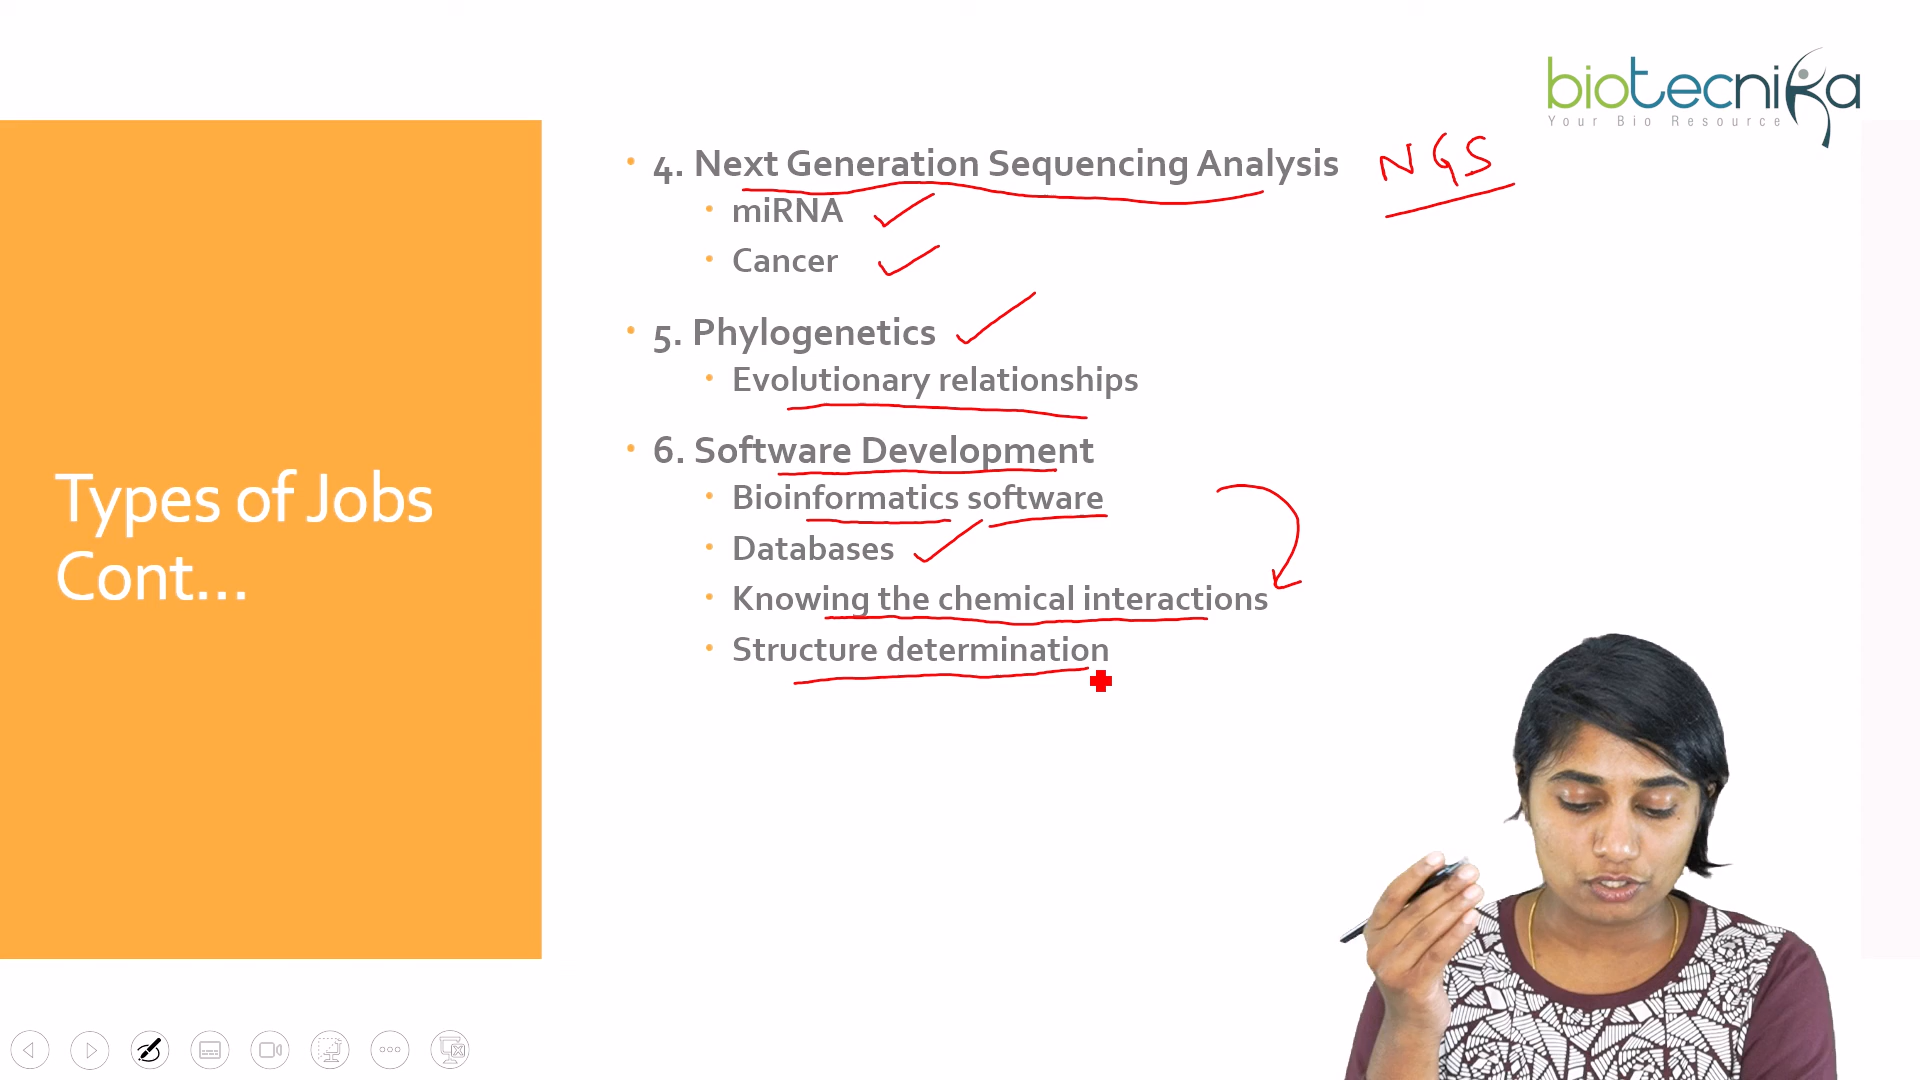 biotecnika
Your Bio Resource
Types of Jobs
Cont...
• 4. Next Generation Sequencing Analysis NGS
• miRNA
• Cancer
• 5. Phylogenetics
• Evolutionary relationships
• 6. Software Development
• Bioinformatics software
• Databases
• Knowing the chemical interactions
• Structure determination